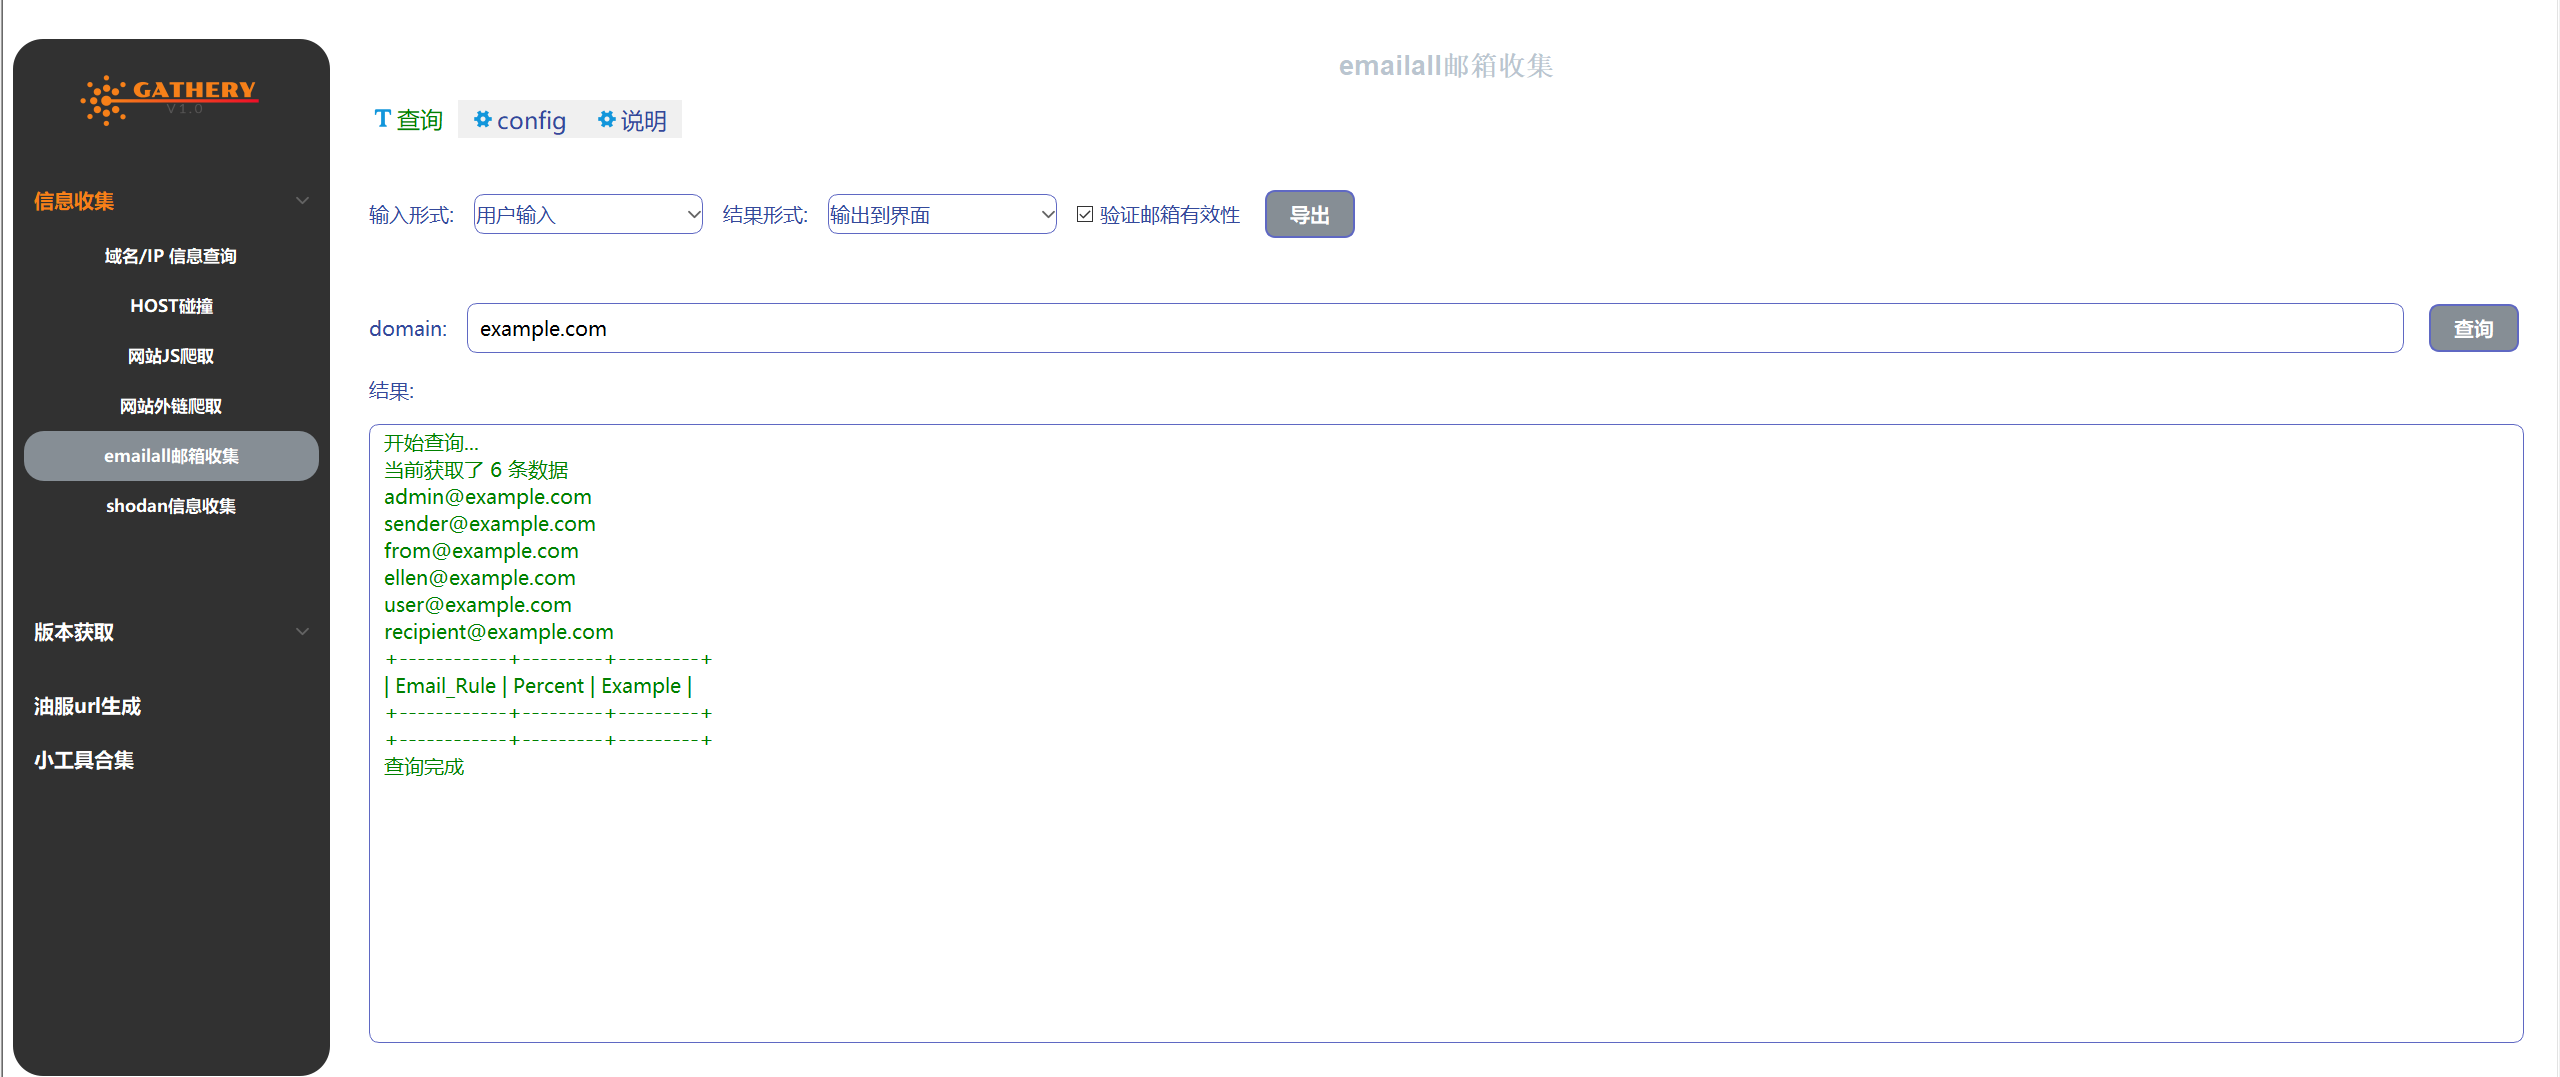 GATHERY
V1.0
信息收集
域名/IP 信息查询
HOST碰撞
网站JS爬取
网站外链爬取
emailall邮箱收集
shodan信息收集
版本获取
油服url生成
小工具合集
emailall邮箱收集
查询 config 说明
输入形式: 用户输入 结果形式: 输出到界面 验证邮箱有效性 导出
domain: example.com 查询
结果:
开始查询...
当前获取了 6 条数据
admin@example.com
sender@example.com
from@example.com
ellen@example.com
user@example.com
recipient@example.com
+------------+---------+---------+
| Email_Rule | Percent | Example |
+------------+---------+---------+
+------------+---------+---------+
查询完成